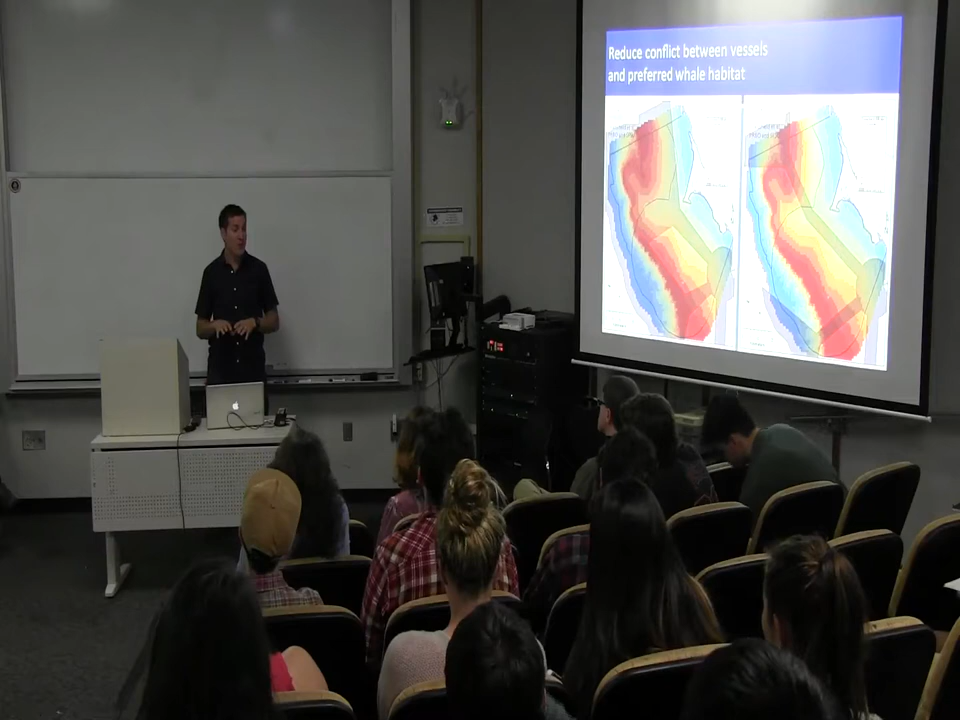 Reduce conflict between vessels
and preferred whale habitat